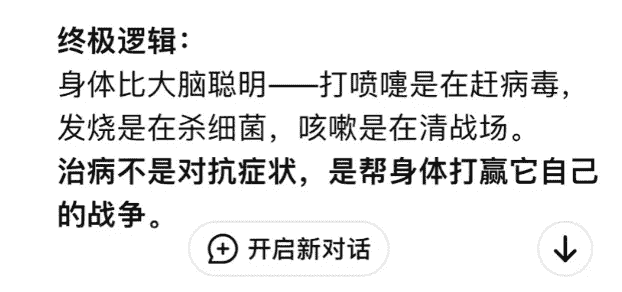 终极逻辑：
身体比大脑聪明——打喷嚏是在赶病毒，
发烧是在杀细菌，咳嗽是在清战场。
治病不是对抗症状，是帮身体打赢它自己
的战争。
开启新对话